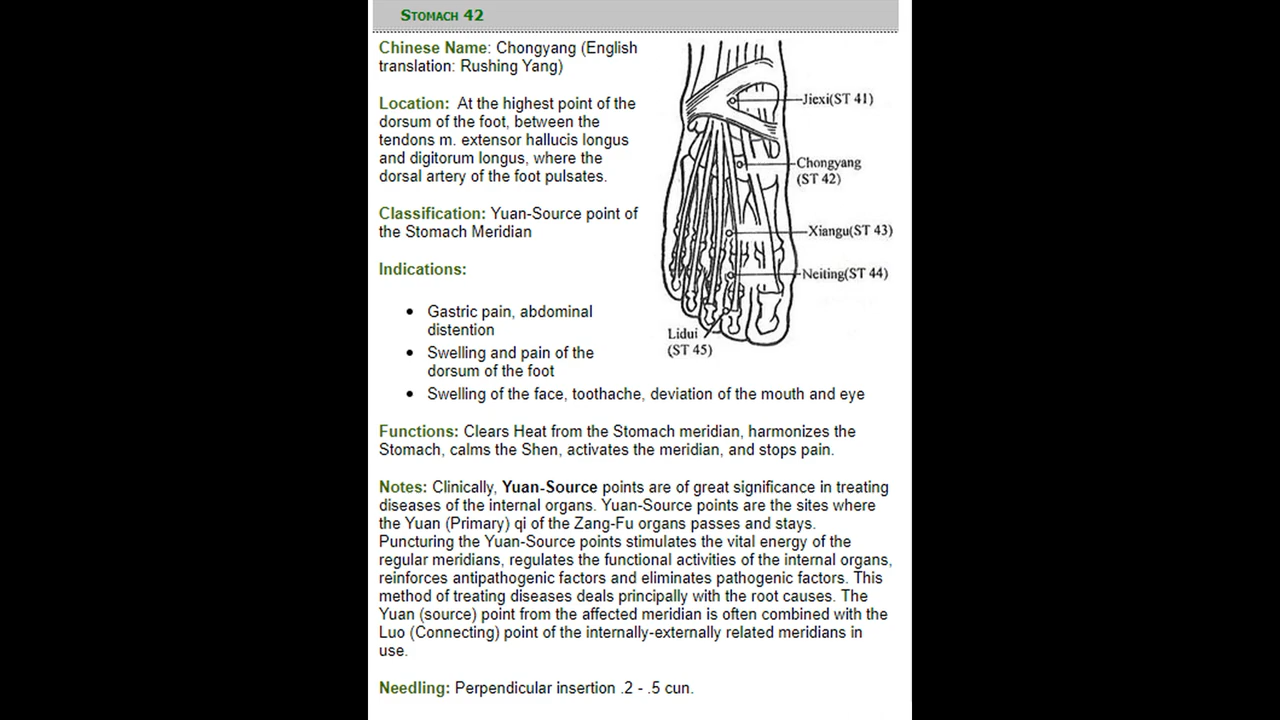 STOMACH 42
Chinese Name: Chongyang (English
translation: Rushing Yang)
Location: At the highest point of the
dorsum of the foot, between the
tendons m. extensor hallucis longus
and digitorum longus, where the
dorsal artery of the foot pulsates.
Classification: Yuan-Source point of
the Stomach Meridian
Indications:
Jiexi(ST 41)
Chongyang
(ST 42)
Xiangu(ST 43)
Neiting(ST 44)
Lidui
(ST 45)
• Gastric pain, abdominal
distention
• Swelling and pain of the
dorsum of the foot
• Swelling of the face, toothache, deviation of the mouth and eye
Functions: Clears Heat from the Stomach meridian, harmonizes the
Stomach, calms the Shen, activates the meridian, and stops pain.
Notes: Clinically, Yuan-Source points are of great significance in treating
diseases of the internal organs. Yuan-Source points are the sites where
the Yuan (Primary) qi of the Zang-Fu organs passes and stays.
Puncturing the Yuan-Source points stimulates the vital energy of the
regular meridians, regulates the functional activities of the internal organs,
reinforces antipathogenic factors and eliminates pathogenic factors. This
method of treating diseases deals principally with the root causes. The
Yuan (source) point from the affected meridian is often combined with the
Luo (Connecting) point of the internally-externally related meridians in
use.
Needling: Perpendicular insertion .2 - .5 cun.